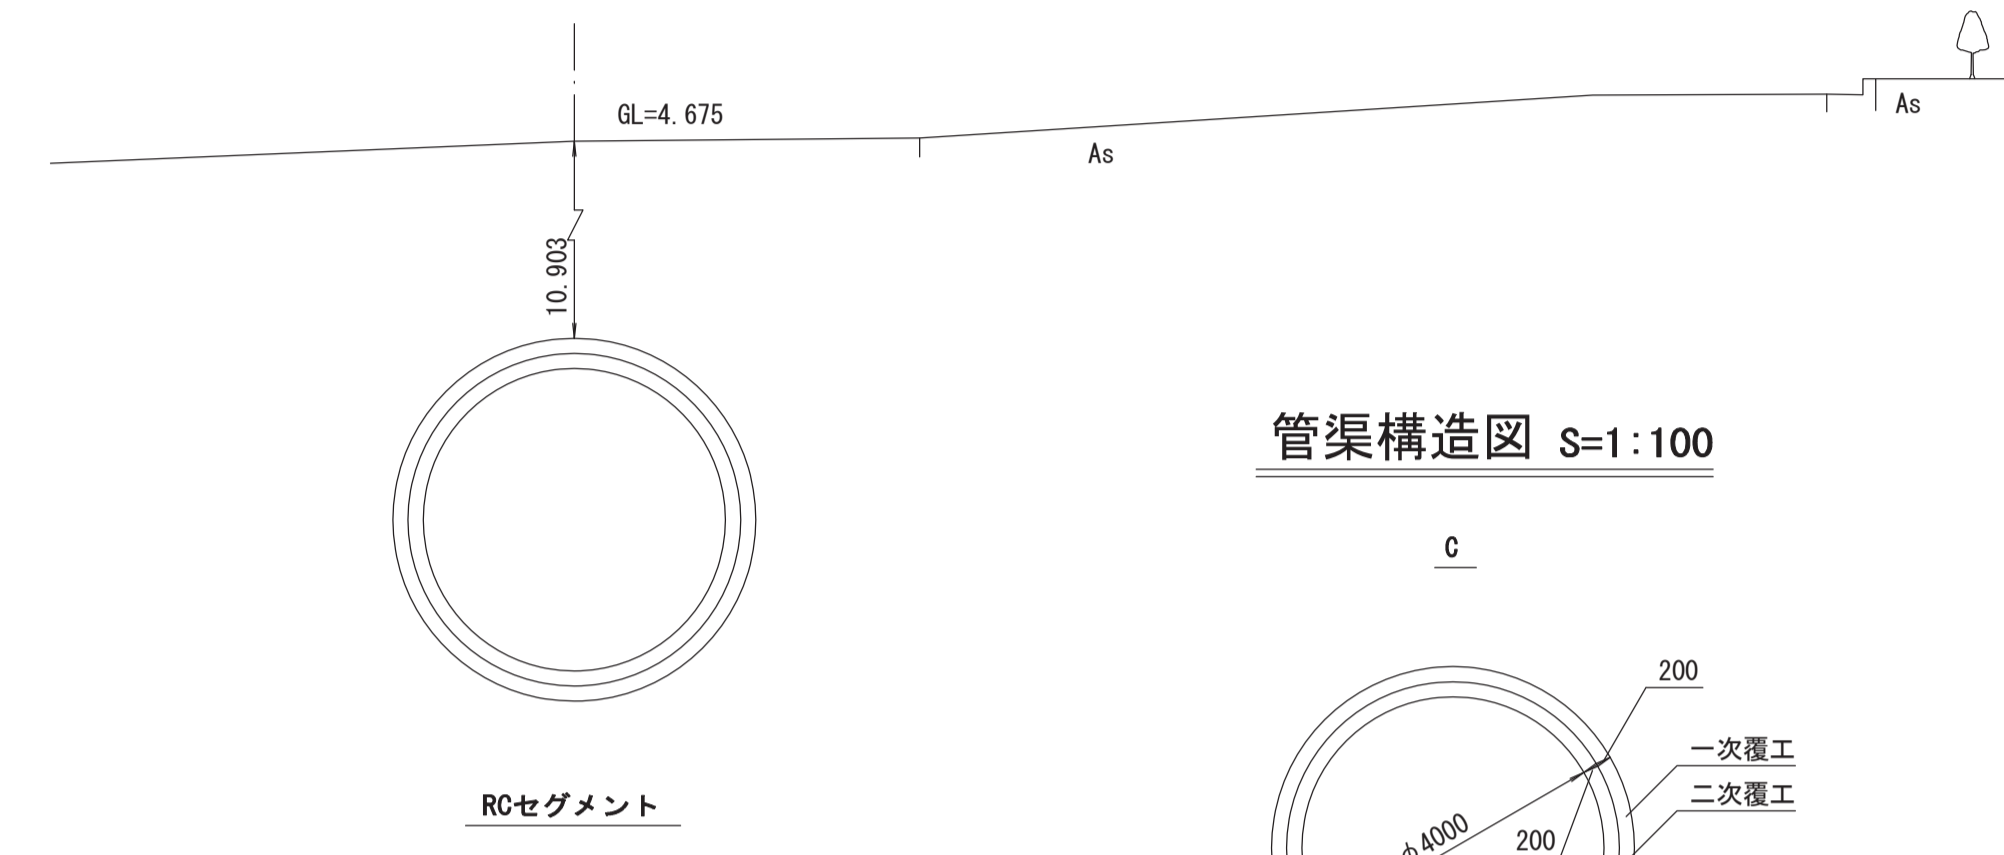 GL=4.675
As
As
10.903
管渠構造図 S=1:100
C
200
一次覆工
二次覆工
RCセグメント
φ4000
200